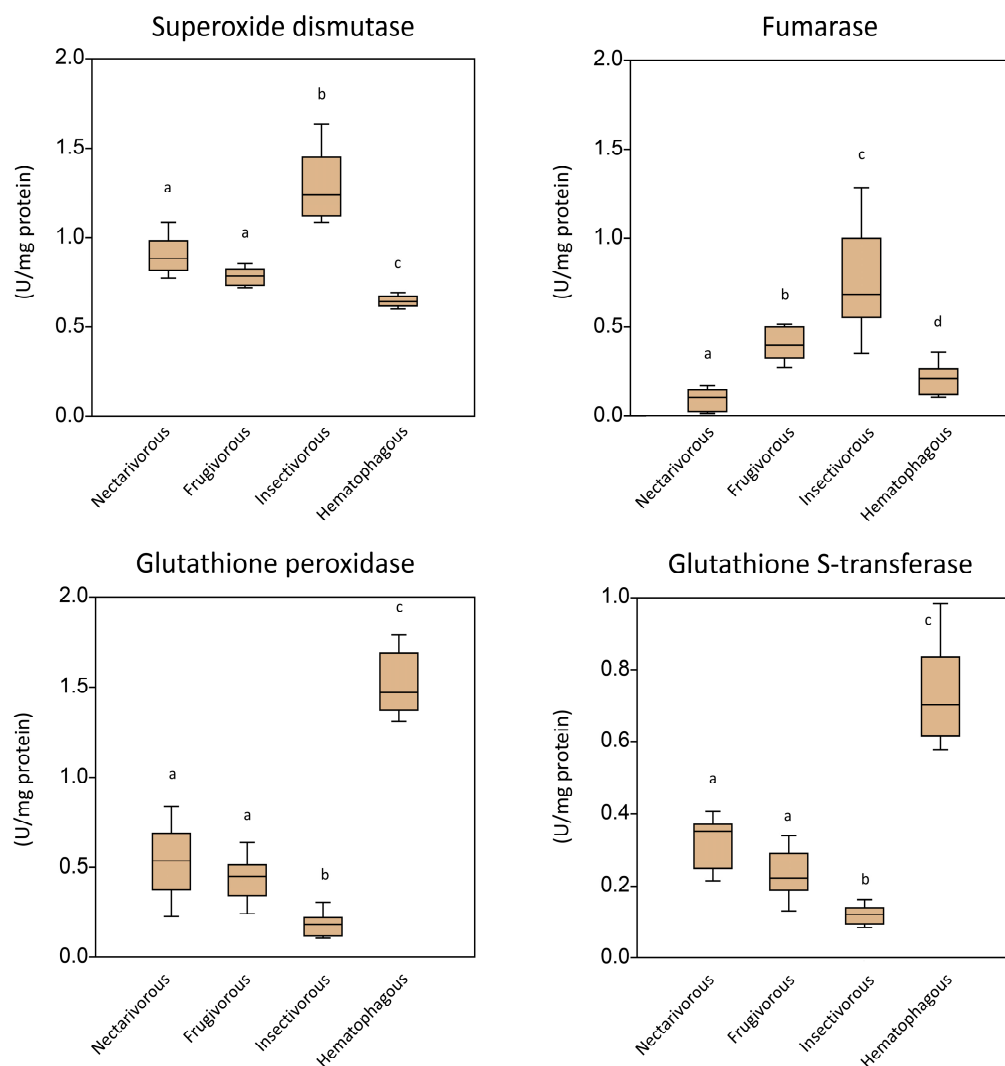 Superoxide dismutase
(U/mg protein)
2.0
1.5
1.0
0.5
0.0
a
a
b
c
Nectarivorous
Frugivorous
Insectivorous
Hematophagous
Fumarase
(U/mg protein)
2.0
1.5
1.0
0.5
0.0
a
b
c
d
Nectarivorous
Frugivorous
Insectivorous
Hematophagous
Glutathione peroxidase
(U/mg protein)
2.0
1.5
1.0
0.5
0.0
a
a
b
c
Nectarivorous
Frugivorous
Insectivorous
Hematophagous
Glutathione S-transferase
(U/mg protein)
1.0
0.8
0.6
0.4
0.2
0.0
a
a
b
c
Nectarivorous
Frugivorous
Insectivorous
Hematophagous